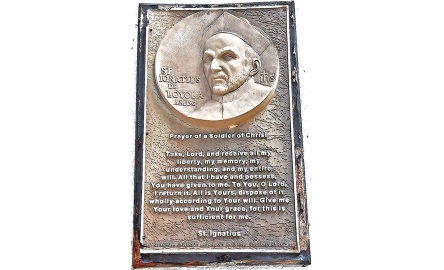 ST
IGNATIUS
DE
LOYOLA
IHS
Prayer of a Soldier of Christ
Take, Lord, and receive all my
liberty, my memory, my
understanding, and my entire
will. All that I have and possess,
You have given to me. To You, O Lord,
I return it. All is Yours, dispose of it
wholly according to Your will. Give me
Your love and Your grace, for this is
sufficient for me.
St. Ignatius